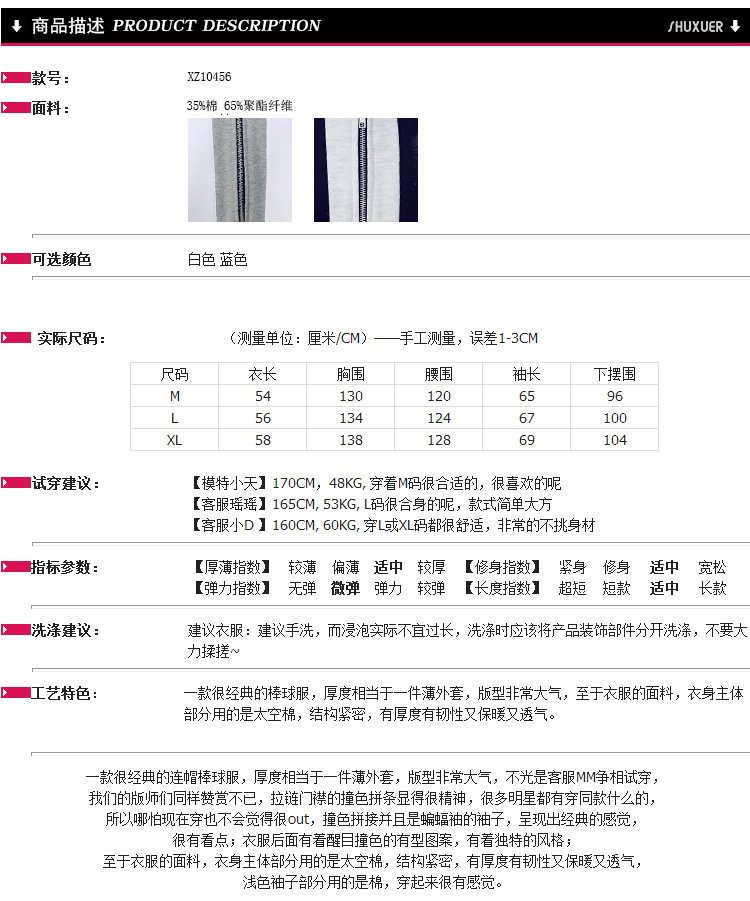 商品描述 PRODUCT DESCRIPTION SHUXUER
款号： XZ10456
面料： 35%棉 65%聚酯纤维
可选颜色 白色 蓝色
实际尺码： （测量单位：厘米/CM）——手工测量，误差1-3CM
尺码 衣长 胸围 腰围 袖长 下摆围
M 54 130 120 65 96
L 56 134 124 67 100
XL 58 138 128 69 104
试穿建议： 【模特小天】170CM，48KG, 穿着M码很合适的，很喜欢的呢
【客服瑶瑶】165CM, 53KG, L码很合身的呢，款式简单大方
【客服小D 】160CM, 60KG, 穿L或XL码都很舒适，非常的不挑身材
指标参数： 【厚薄指数】 较薄 偏薄 适中 较厚 【修身指数】 紧身 修身 适中 宽松
【弹力指数】 无弹 微弹 弹力 较弹 【长度指数】 超短 短款 适中 长款
洗涤建议： 建议衣服：建议手洗，而浸泡实际不宜过长，洗涤时应该将产品装饰部件分开洗涤，不要大
力揉搓~
工艺特色： 一款很经典的棒球服，厚度相当于一件薄外套，版型非常大气，至于衣服的面料，衣身主体
部分用的是太空棉，结构紧密，有厚度有韧性又保暖又透气。
一款很经典的连帽棒球服，厚度相当于一件薄外套，版型非常大气，不光是客服MM争相试穿，
我们的版师们同样赞赏不已，拉链门襟的撞色拼条显得很精神，很多明星都有穿同款什么的，
所以哪怕现在穿也不会觉得很out，撞色拼接并且是蝙蝠袖的袖子，呈现出经典的感觉，
很有看点；衣服后面有着醒目撞色的有型图案，有着独特的风格；
至于衣服的面料，衣身主体部分用的是太空棉，结构紧密，有厚度有韧性又保暖又透气，
浅色袖子部分用的是棉，穿起来很有感觉。